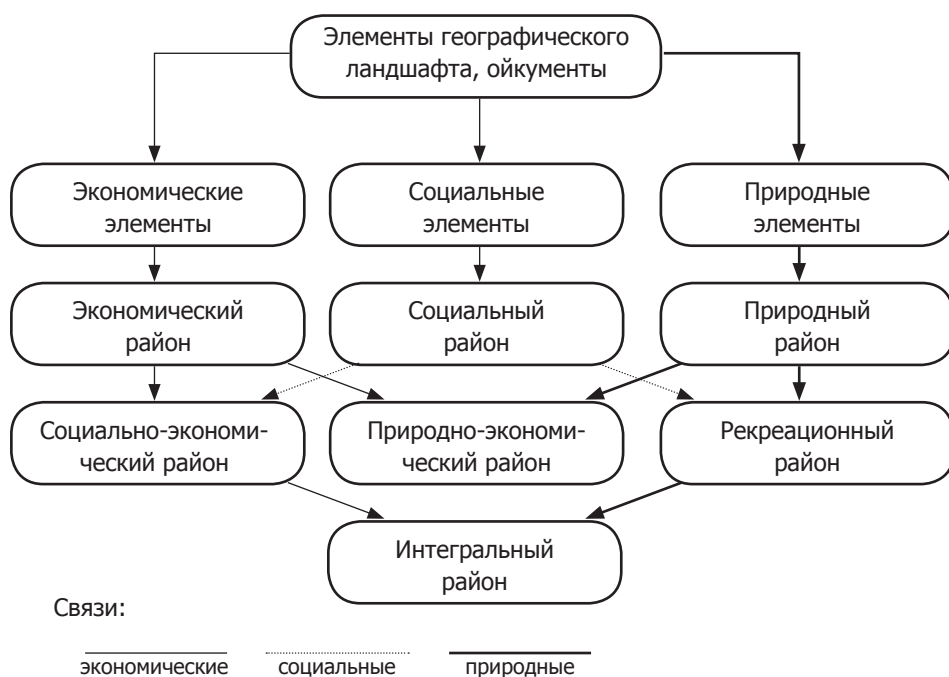 Элементы географического
ландшафта, ойкументы
Экономические
элементы
Социальные
элементы
Природные
элементы
Экономический
район
Социальный
район
Природный
район
Социально-экономи-
ческий район
Природно-экономи-
ческий район
Рекреационный
район
Интегральный
район
Связи:
экономические
социальные
природные